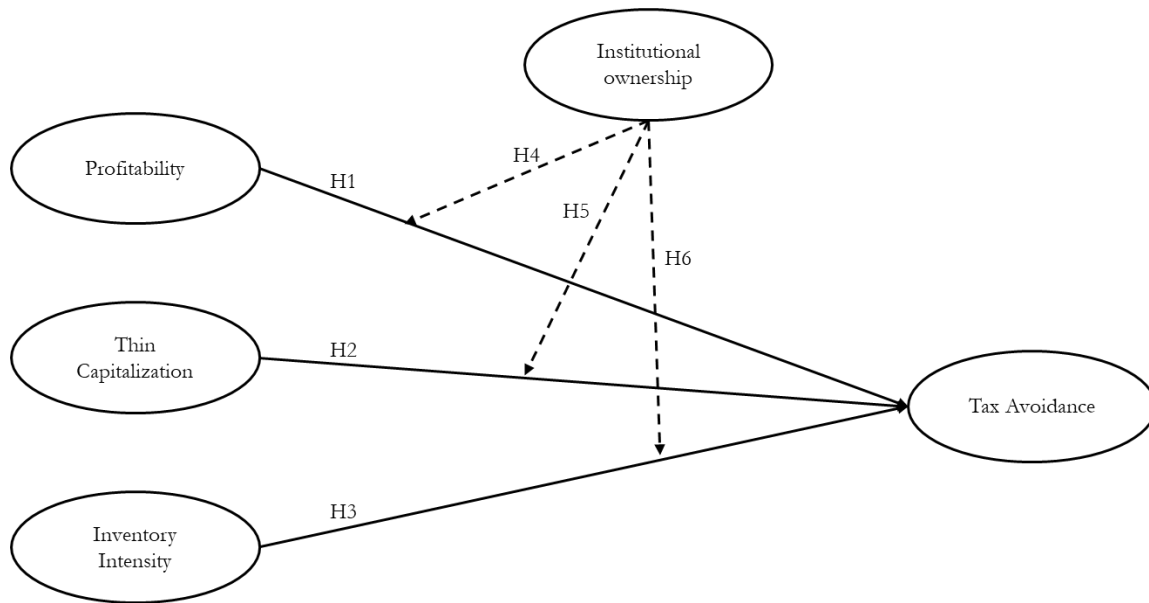 Institutional
ownership
Profitability
H1
H4
H5
H6
Thin
Capitalization
H2
Tax Avoidance
Inventory
Intensity
H3